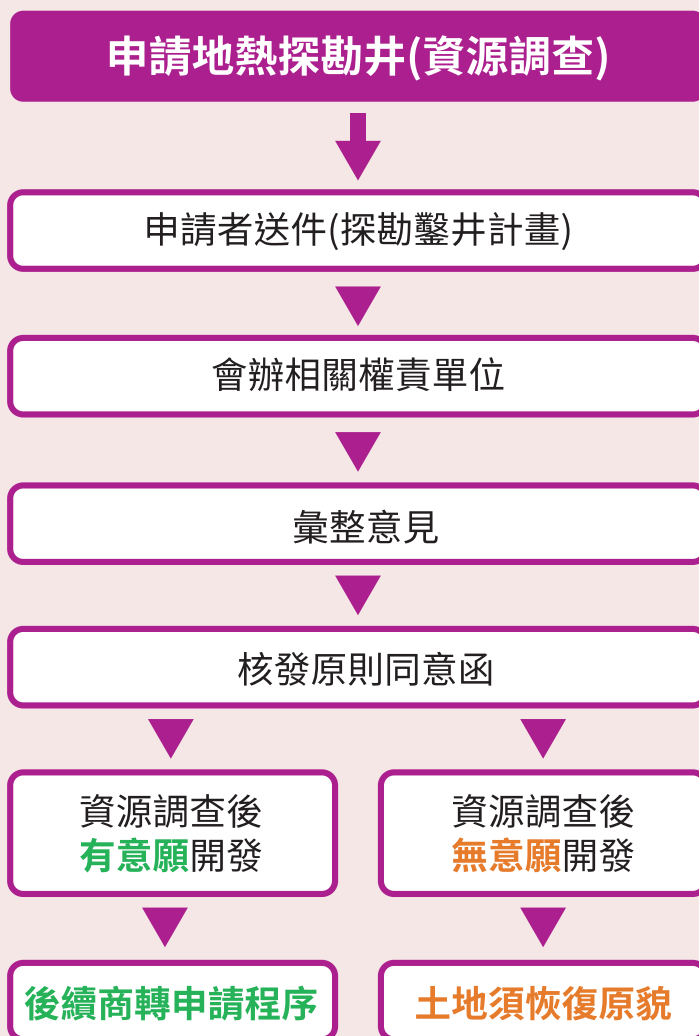 申請地熱探勘井(資源調查)
申請者送件(探勘鑿井計畫)
會辦相關權責單位
彙整意見
核發原則同意函
資源調查後
有意願開發
資源調查後
無意願開發
後續商轉申請程序
土地須恢復原貌